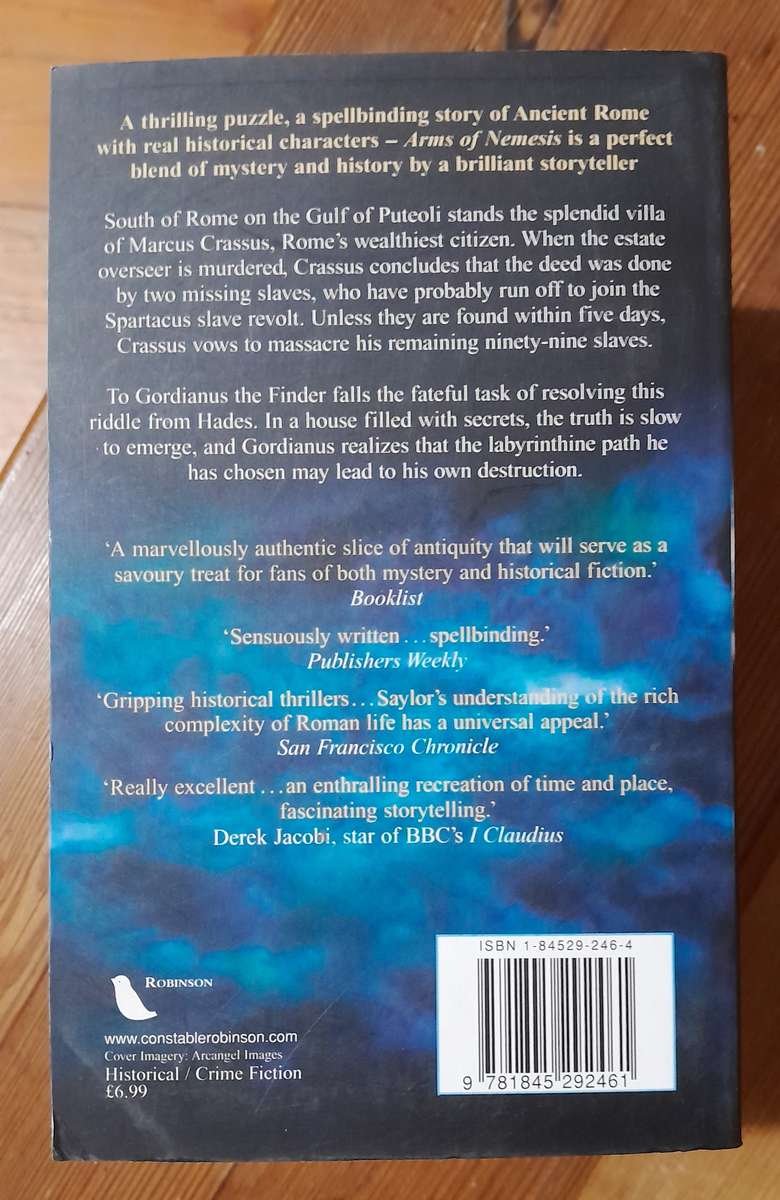 A thrilling puzzle, a spellbinding story of Ancient Rome
with real historical characters – Arms of Nemesis is a perfect
blend of mystery and history by a brilliant storyteller
South of Rome on the Gulf of Puteoli stands the splendid villa
of Marcus Crassus, Rome's wealthiest citizen. When the estate
overseer is murdered, Crassus concludes that the deed was done
by two missing slaves, who have probably run off to join the
Spartacus slave revolt. Unless they are found within five days,
Crassus vows to massacre his remaining ninety-nine slaves.
To Gordianus the Finder falls the fateful task of resolving this
riddle from Hades. In a house filled with secrets, the truth is slow
to emerge, and Gordianus realizes that the labyrinthine path he
has chosen may lead to his own destruction.
'A marvellously authentic slice of antiquity that will serve as a
savoury treat for fans of both mystery and historical fiction.'
Booklist
'Sensuously written...spellbinding.'
Publishers Weekly
'Gripping historical thrillers...Saylor's understanding of the rich
complexity of Roman life has a universal appeal.'
San Francisco Chronicle
'Really excellent...an enthralling recreation of time and place,
fascinating storytelling.'
Derek Jacobi, star of BBC's I Claudius
ISBN 1-84529-246-4
9 781845 292461
ROBINSON
www.constablerobinson.com
Cover Imagery: Arcangel Images
Historical / Crime Fiction
£6.99